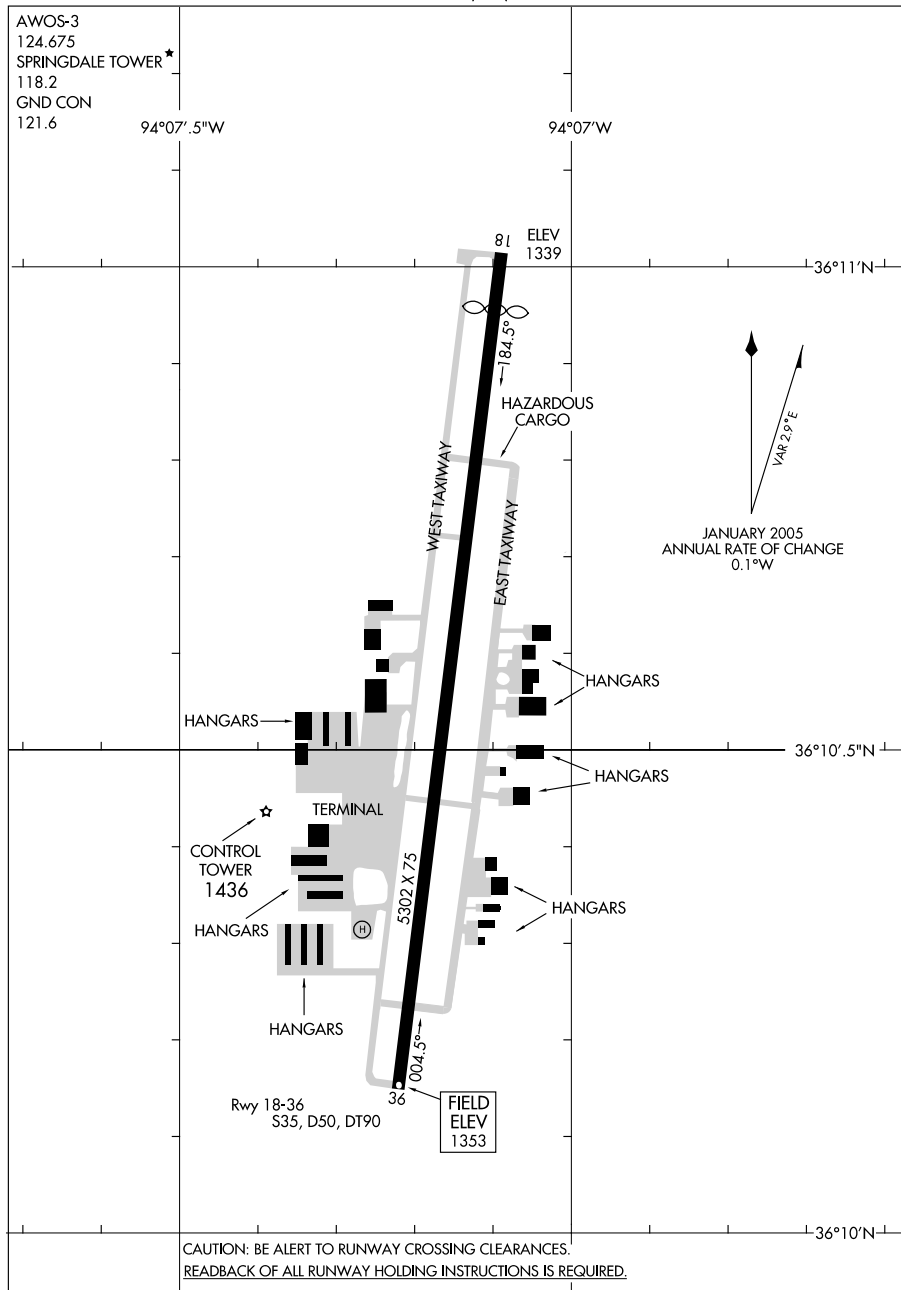 AWOS-3
124.675
SPRINGDALE TOWER
118.2
GND CON
121.6
94°07'.5"W
94°07'W
18
ELEV
1339
36°11'N
184.5°
HAZARDOUS
CARGO
VAR 2.9°E
WEST TAXIWAY
EAST TAXIWAY
JANUARY 2005
ANNUAL RATE OF CHANGE
0.1°W
HANGARS
HANGARS
36°10'.5"N
HANGARS
TERMINAL
CONTROL
TOWER
1436
5302 X 75
HANGARS
HANGARS
H
HANGARS
004.5°
36
Rwy 18-36
S35, D50, DT90
FIELD
ELEV
1353
36°10'N
CAUTION: BE ALERT TO RUNWAY CROSSING CLEARANCES.
READBACK OF ALL RUNWAY HOLDING INSTRUCTIONS IS REQUIRED.